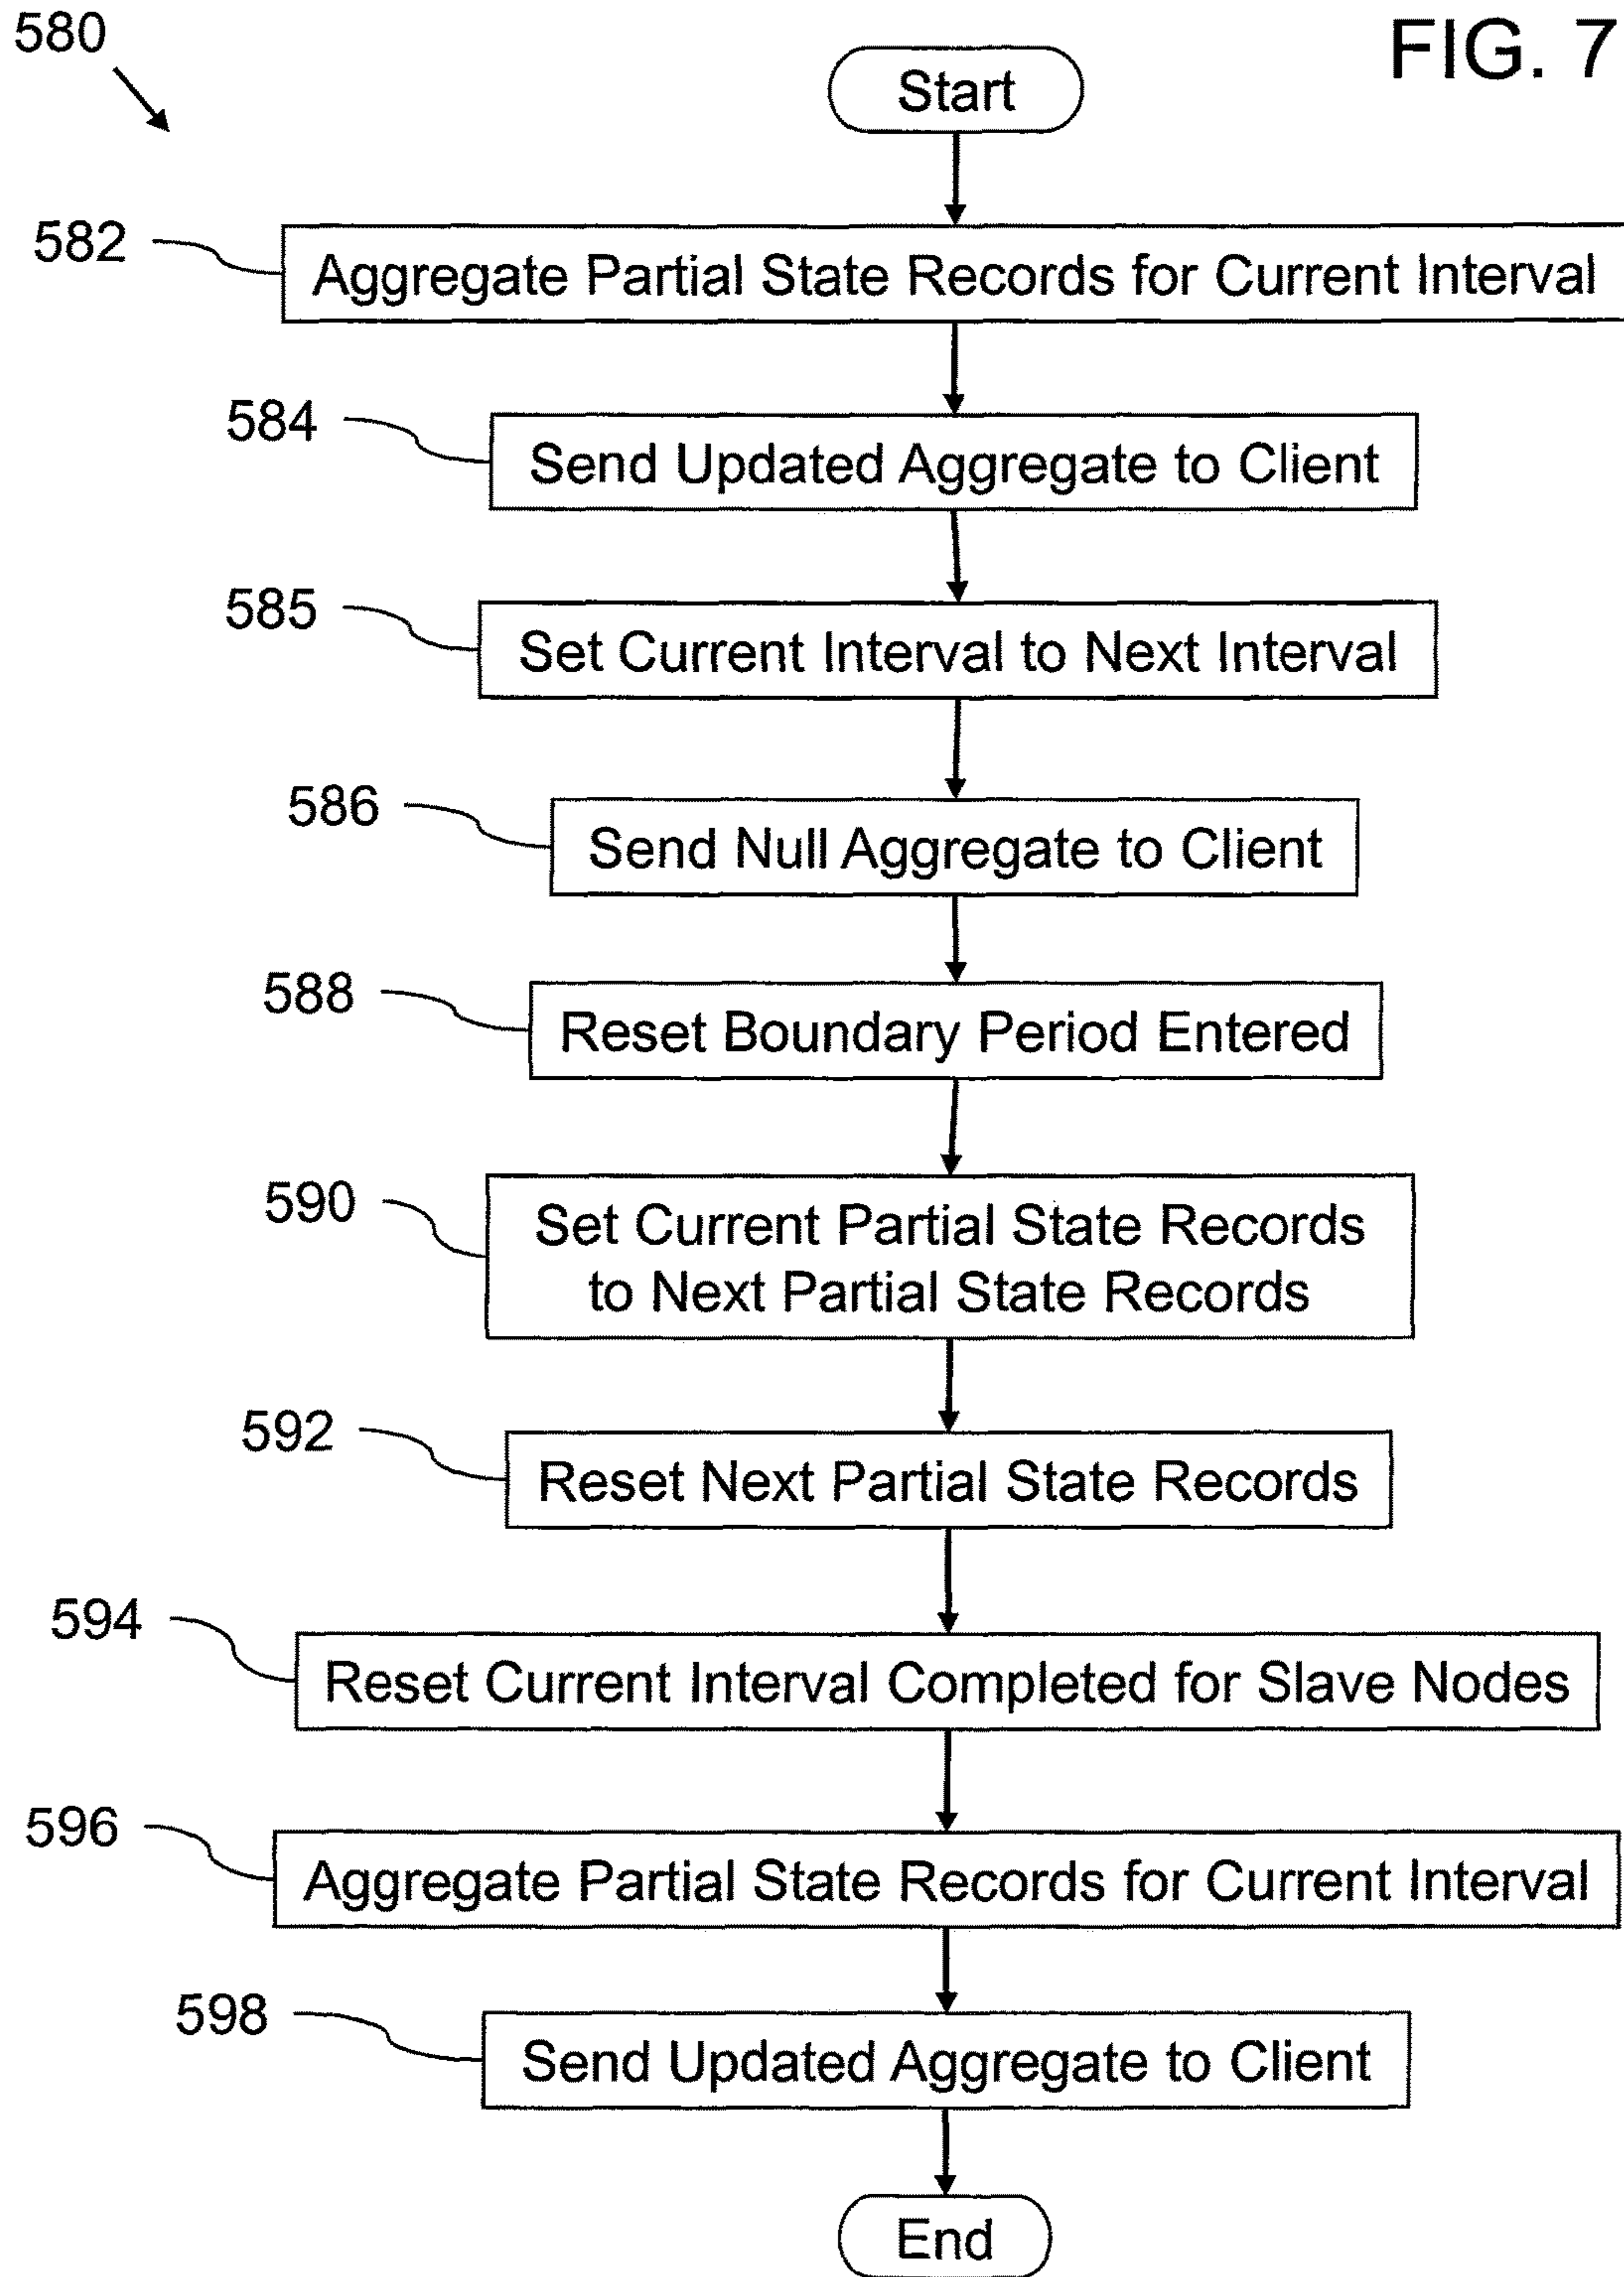 580
FIG. 7
Start
582
Aggregate Partial State Records for Current Interval
584
Send Updated Aggregate to Client
585
Set Current Interval to Next Interval
586
Send Null Aggregate to Client
588
Reset Boundary Period Entered
590
Set Current Partial State Records
to Next Partial State Records
592
Reset Next Partial State Records
594
Reset Current Interval Completed for Slave Nodes
596
Aggregate Partial State Records for Current Interval
598
Send Updated Aggregate to Client
End